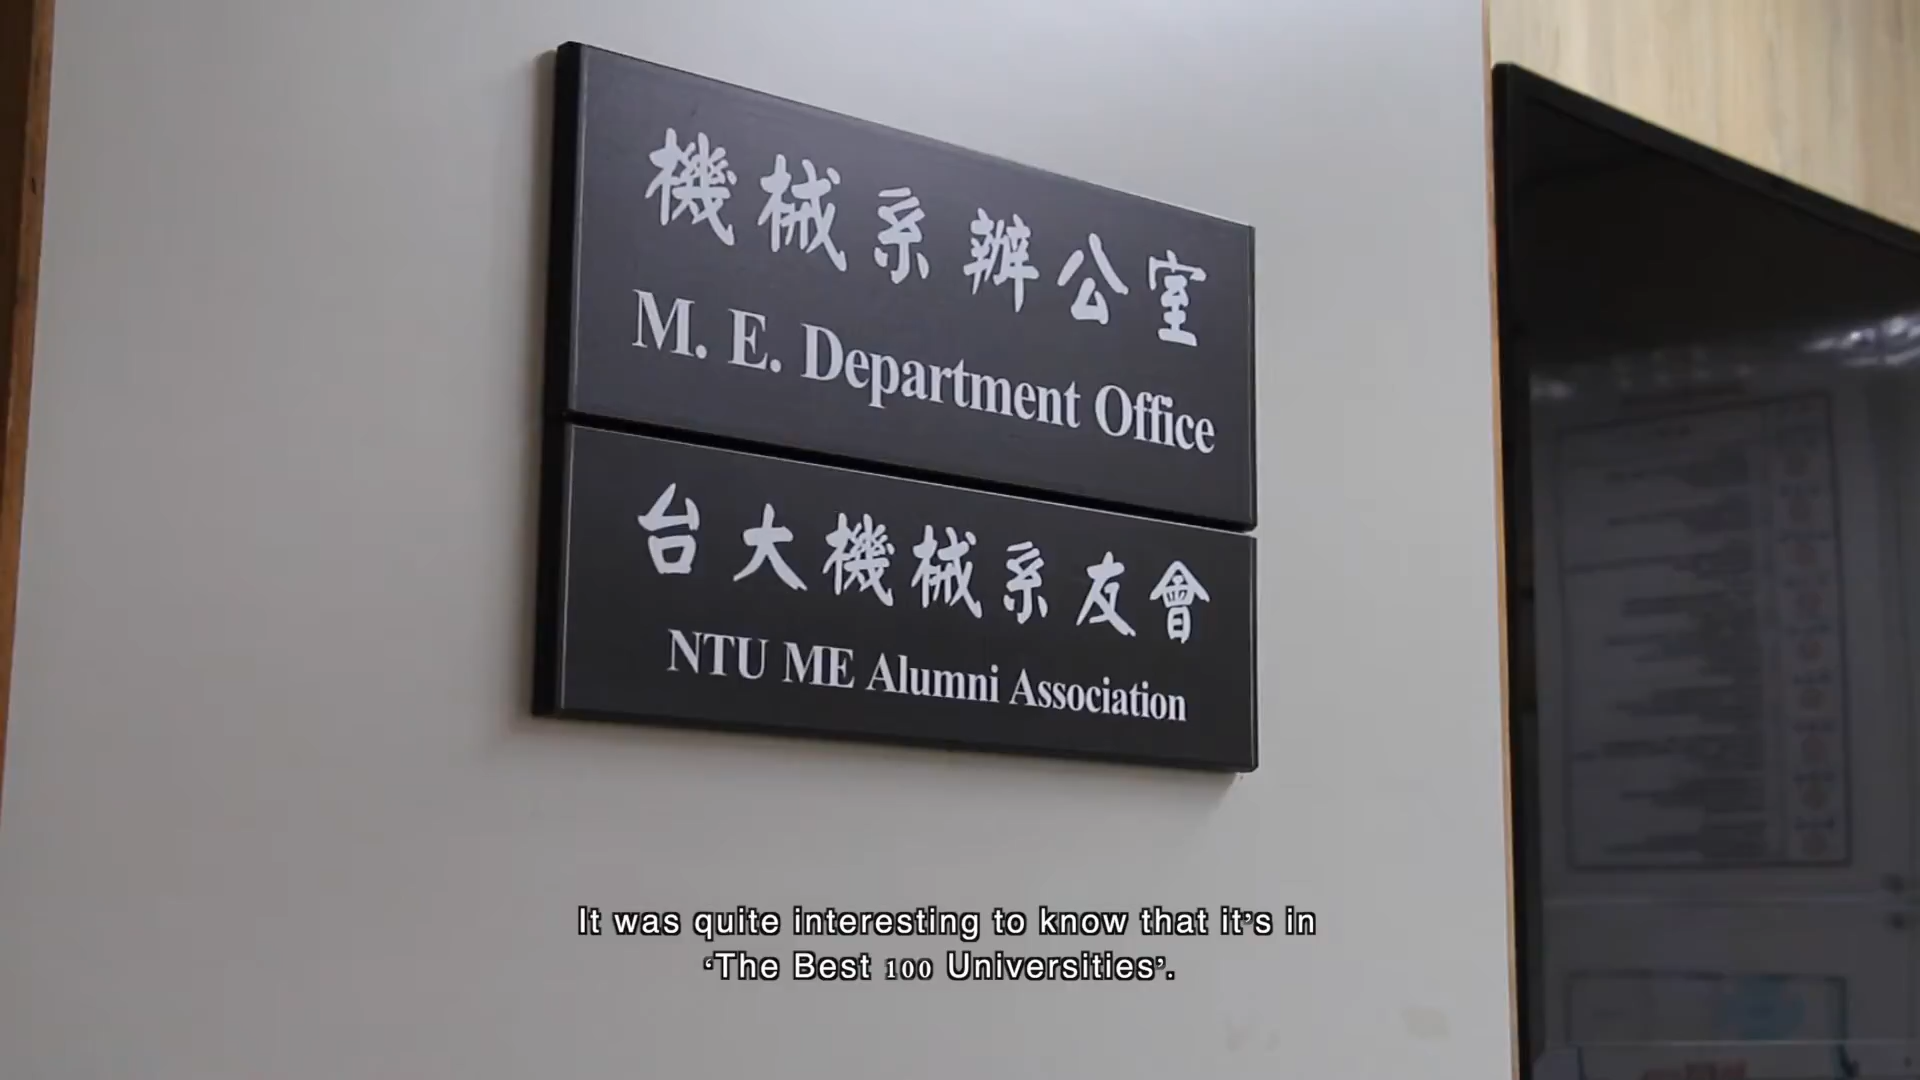 機械系辦公室
M. E. Department Office
台大機械系友會
NTU ME Alumni Association
It was quite interesting to know that it’s in
‘The Best 100 Universities’.